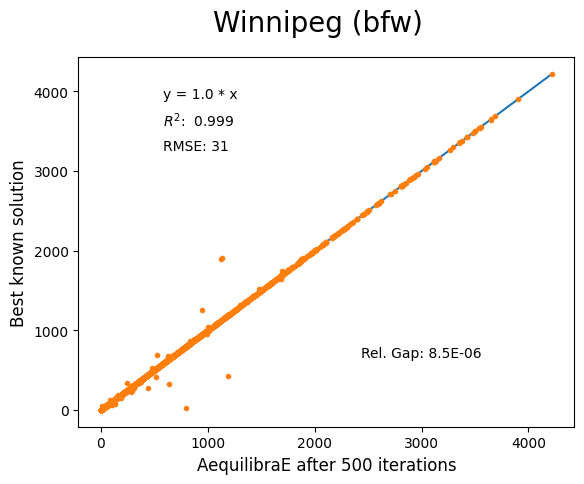 Winnipeg (bfw)
y = 1.0 * x
R²: 0.999
RMSE: 31
Rel. Gap: 8.5E-06
Best known solution
4000
3000
2000
1000
0
0 1000 2000 3000 4000
AequilibraE after 500 iterations